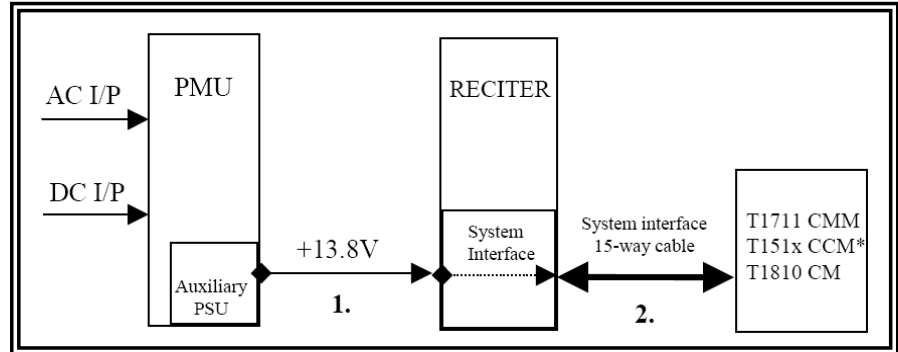 AC I/P
DC I/P
PMU
Auxiliary
PSU
+13.8V
1.
RECITER
System
Interface
System interface
15-way cable
2.
T1711 CMM
T151x CCM*
T1810 CM